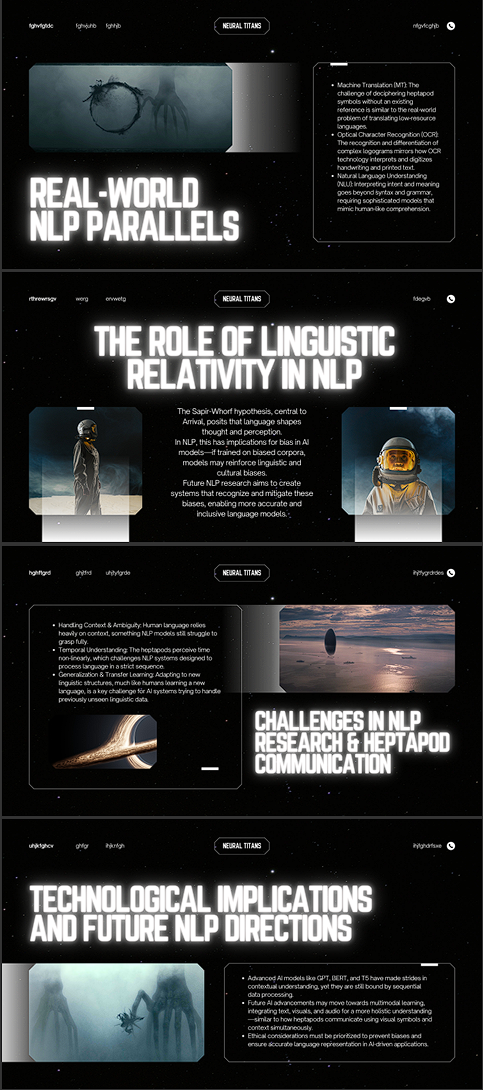 fghvfgfdc fghvjuhb fghhjb NEURAL TITANS nfgvfcghjb
Machine Translation (MT): The
challenge of deciphering heptapod
symbols without an existing
reference is similar to the real-world
problem of translating low-resource
languages.
Optical Character Recognition (OCR):
The recognition and differentiation of
complex logograms mirrors how OCR
technology interprets and digitizes
handwriting and printed text.
Natural Language Understanding
(NLU): Interpreting intent and meaning
goes beyond syntax and grammar,
requiring sophisticated models that
mimic human-like comprehension.
REAL-WORLD
NLP PARALLELS
rthrewrsgv werg ervwefg NEURAL TITANS fdegvb
THE ROLE OF LINGUISTIC
RELATIVITY IN NLP
The Sapir-Whorf hypothesis, central to
Arrival, posits that language shapes
thought and perception.
In NLP, this has implications for bias in AI
models—if trained on biased corpora,
models may reinforce linguistic and
cultural biases.
Future NLP research aims to create
systems that recognize and mitigate these
biases, enabling more accurate and
inclusive language models.
hghftgrd ghjtfrd uhjtyfgrde NEURAL TITANS ihjtfygrdrdes
Handling Context & Ambiguity: Human language relies
heavily on context, something NLP models still struggle to
grasp fully.
Temporal Understanding: The heptapods perceive time
non-linearly, which challenges NLP systems designed to
process language in a strict sequence.
Generalization & Transfer Learning: Adapting to new
linguistic structures, much like humans learning a new
language, is a key challenge for AI systems trying to handle
previously unseen linguistic data.
CHALLENGES IN NLP
RESEARCH & HEPTAPOD
COMMUNICATION
uhjkfghcv ghfgr ihjknfgh NEURAL TITANS ihjfghdrfsxe
TECHNOLOGICAL IMPLICATIONS
AND FUTURE NLP DIRECTIONS
Advanced AI models like GPT, BERT, and T5 have made strides in
contextual understanding, yet they are still bound by sequential
data processing.
Future AI advancements may move towards multimodal learning,
integrating text, visuals, and audio for a more holistic understanding
—similar to how heptapods communicate using visual symbols and
context simultaneously.
Ethical considerations must be prioritized to prevent biases and
ensure accurate language representation in AI-driven applications.